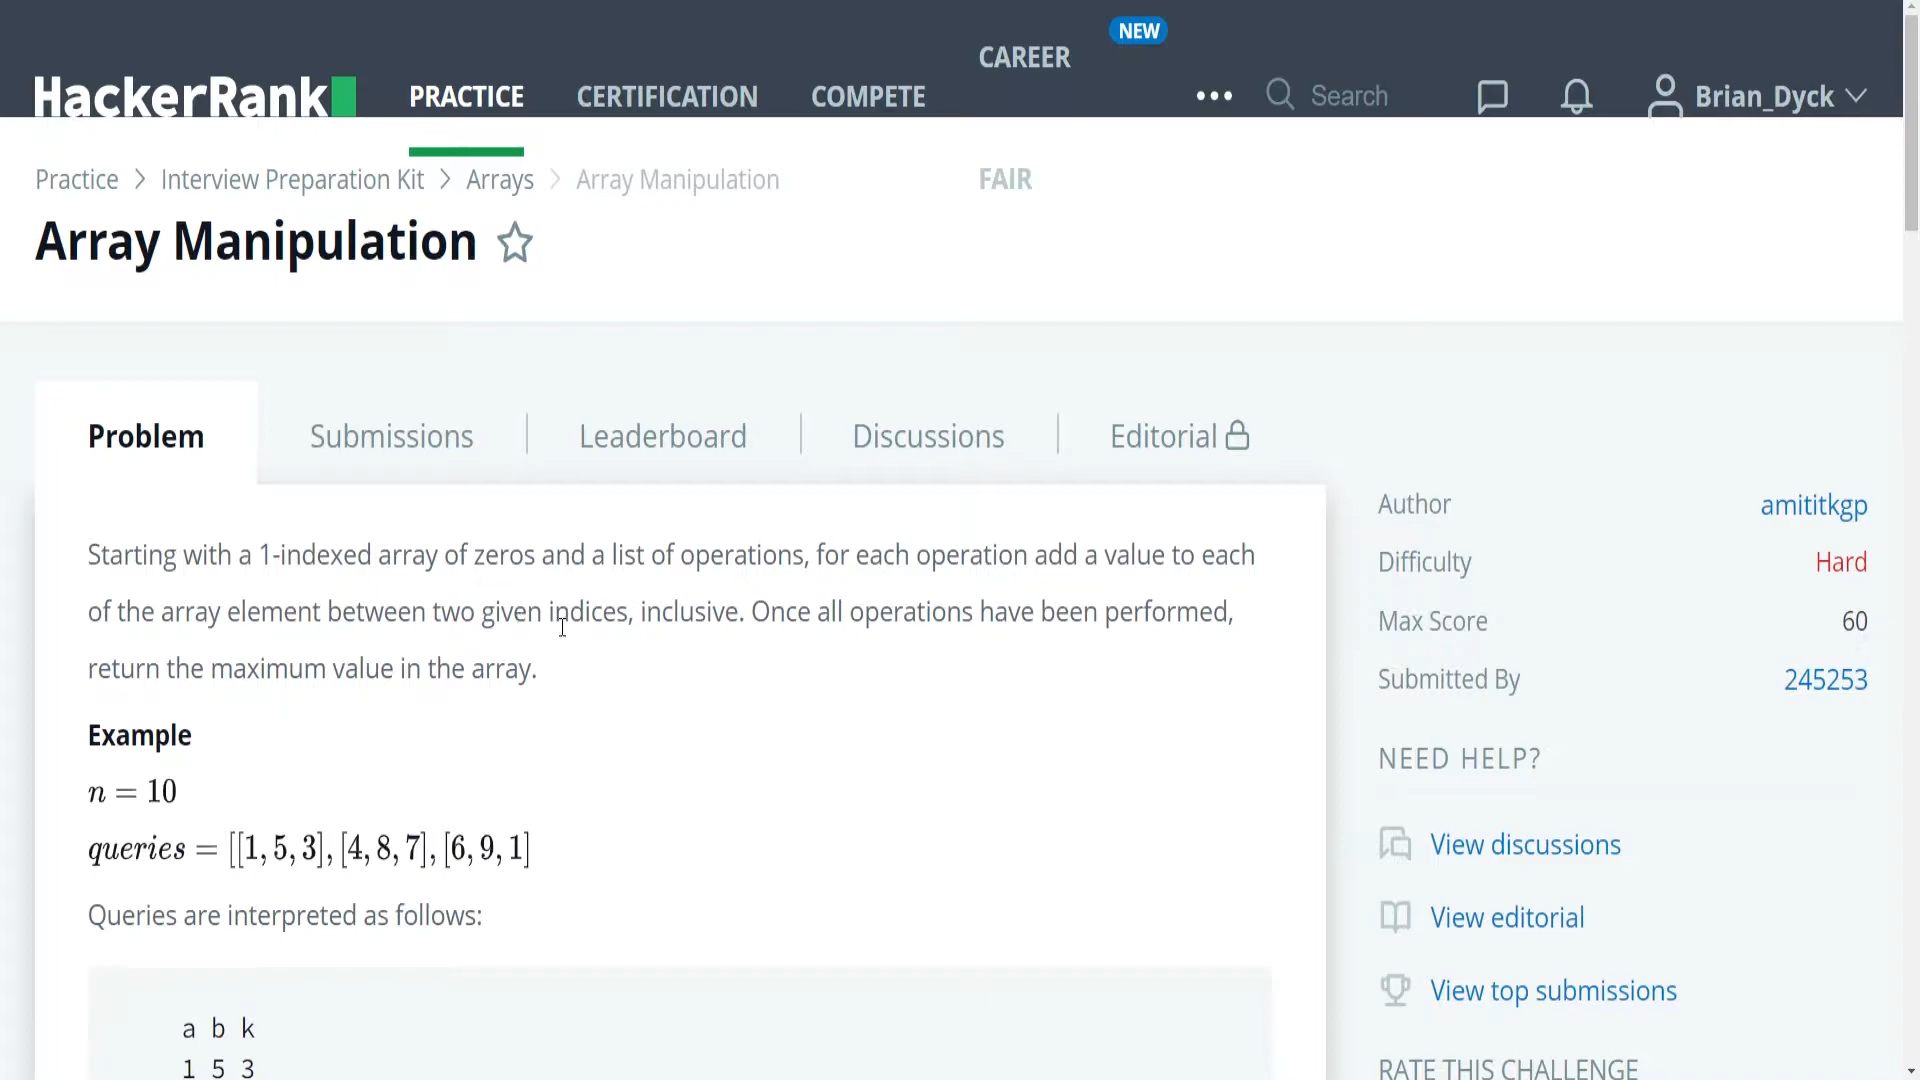 NEW
CAREER
HackerRank PRACTICE CERTIFICATION COMPETE ••• Search Brian_Dyck
Practice > Interview Preparation Kit > Arrays > Array Manipulation FAIR
Array Manipulation
Problem Submissions Leaderboard Discussions Editorial
Starting with a 1-indexed array of zeros and a list of operations, for each operation add a value to each
of the array element between two given indices, inclusive. Once all operations have been performed,
return the maximum value in the array.
Example
n = 10
queries = [[1, 5, 3], [4, 8, 7], [6, 9, 1]
Queries are interpreted as follows:
a b k
1 5 3
Author amititkgp
Difficulty Hard
Max Score 60
Submitted By 245253
NEED HELP?
View discussions
View editorial
View top submissions
RATE THIS CHALLENGE